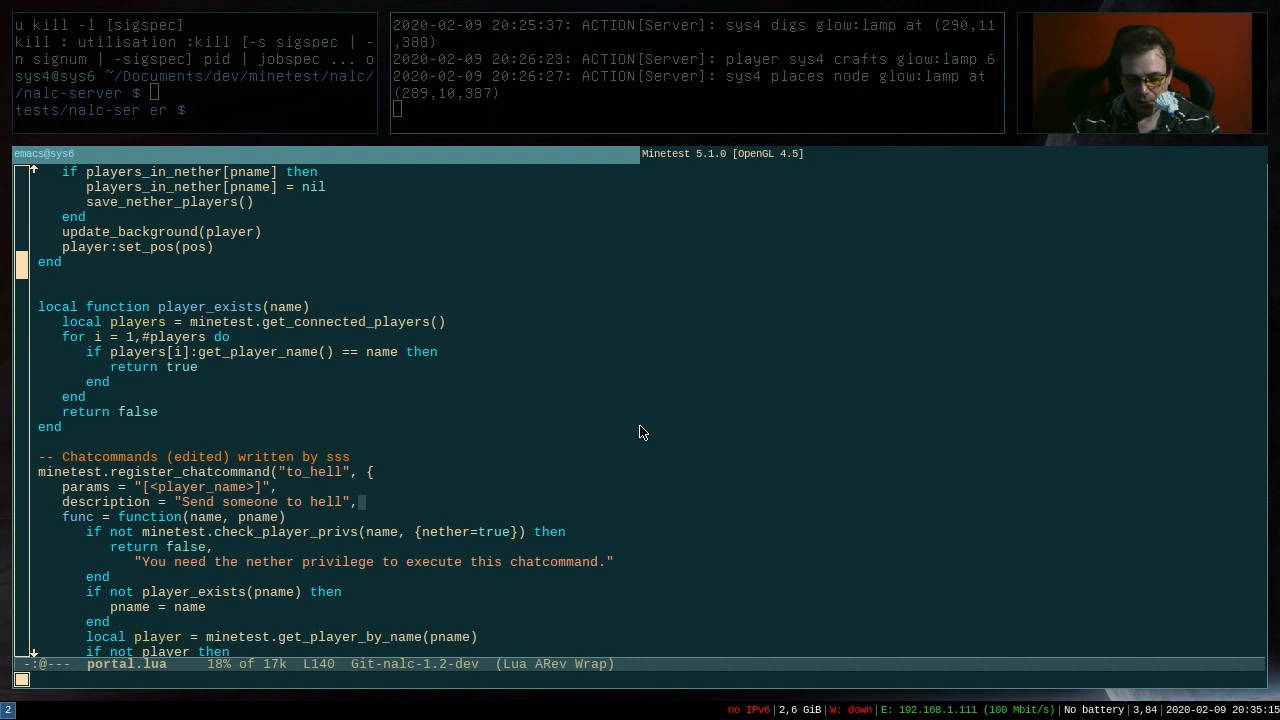 u kill -l [sigspec]
kill : utilisation :kill [-s sigspec | -
n signum | -sigspec] pid | jobspec ... o
sys4@sys6 ~/Documents/dev/minetest/nalc/
/nalc-server $
tests/nalc-ser er $
2020-02-09 20:25:37: ACTION[Server]: sys4 digs glow:lamp at (290,11
,388)
2020-02-09 20:26:23: ACTION[Server]: player sys4 crafts glow:lamp 6
2020-02-09 20:26:27: ACTION[Server]: sys4 places node glow:lamp at
(289,10,387)
emacs@sys6
Minetest 5.1.0 [OpenGL 4.5]
if players_in_nether[pname] then
players_in_nether[pname] = nil
save_nether_players()
end
update_background(player)
player:set_pos(pos)
end
local function player_exists(name)
local players = minetest.get_connected_players()
for i = 1,#players do
if players[i]:get_player_name() == name then
return true
end
end
return false
end
-- Chatcommands (edited) written by sss
minetest.register_chatcommand("to_hell", {
params = "[<player_name>]",
description = "Send someone to hell",
func = function(name, pname)
if not minetest.check_player_privs(name, {nether=true}) then
return false,
"You need the nether privilege to execute this chatcommand."
end
if not player_exists(pname) then
pname = name
end
local player = minetest.get_player_by_name(pname)
if not player then
-:@---  portal.lua     18% of 17k  L140  Git-nalc-1.2-dev  (Lua ARev Wrap)
2
no IPv6|2,6 GiB|W: down|E: 192.168.1.111 (100 Mbit/s)|No battery|3,84|2020-02-09 20:35:15